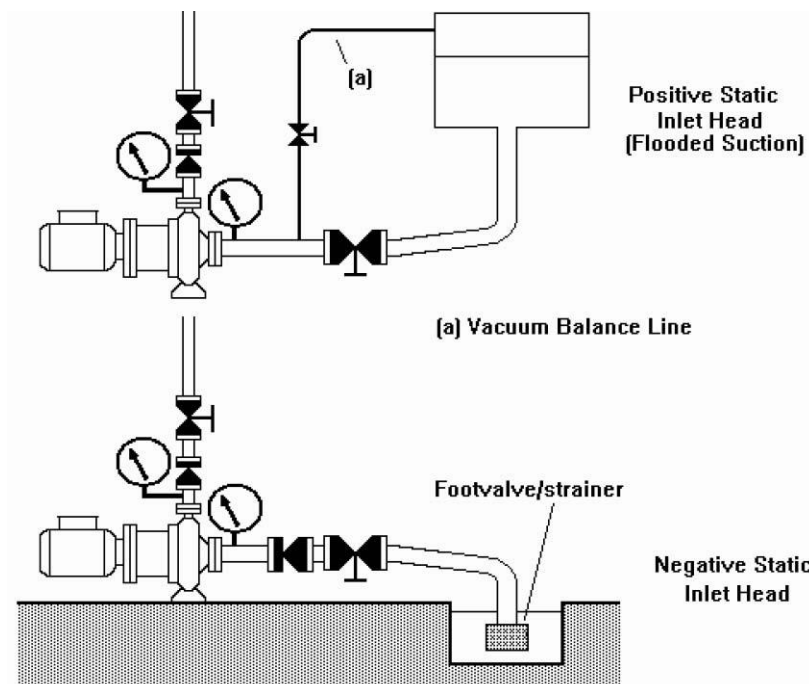 (a)
Positive Static
Inlet Head
(Flooded Suction)
(a) Vacuum Balance Line
Footvalve/strainer
Negative Static
Inlet Head